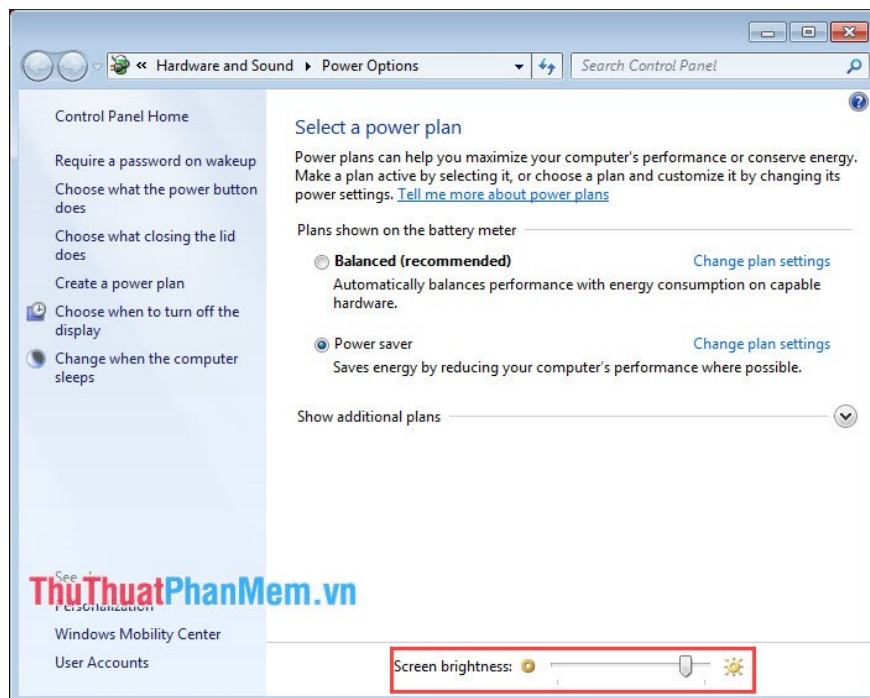 « Hardware and Sound ▸ Power Options
Search Control Panel
Control Panel Home
Require a password on wakeup
Choose what the power button
does
Choose what closing the lid
does
Create a power plan
Choose when to turn off the
display
Change when the computer
sleeps
See
Personalization
Windows Mobility Center
User Accounts
Select a power plan
Power plans can help you maximize your computer's performance or conserve energy.
Make a plan active by selecting it, or choose a plan and customize it by changing its
power settings. Tell me more about power plans
Plans shown on the battery meter
Balanced (recommended) Change plan settings
Automatically balances performance with energy consumption on capable
hardware.
Power saver Change plan settings
Saves energy by reducing your computer's performance where possible.
Show additional plans
Screen brightness:
ThuThuatPhanMem.vn